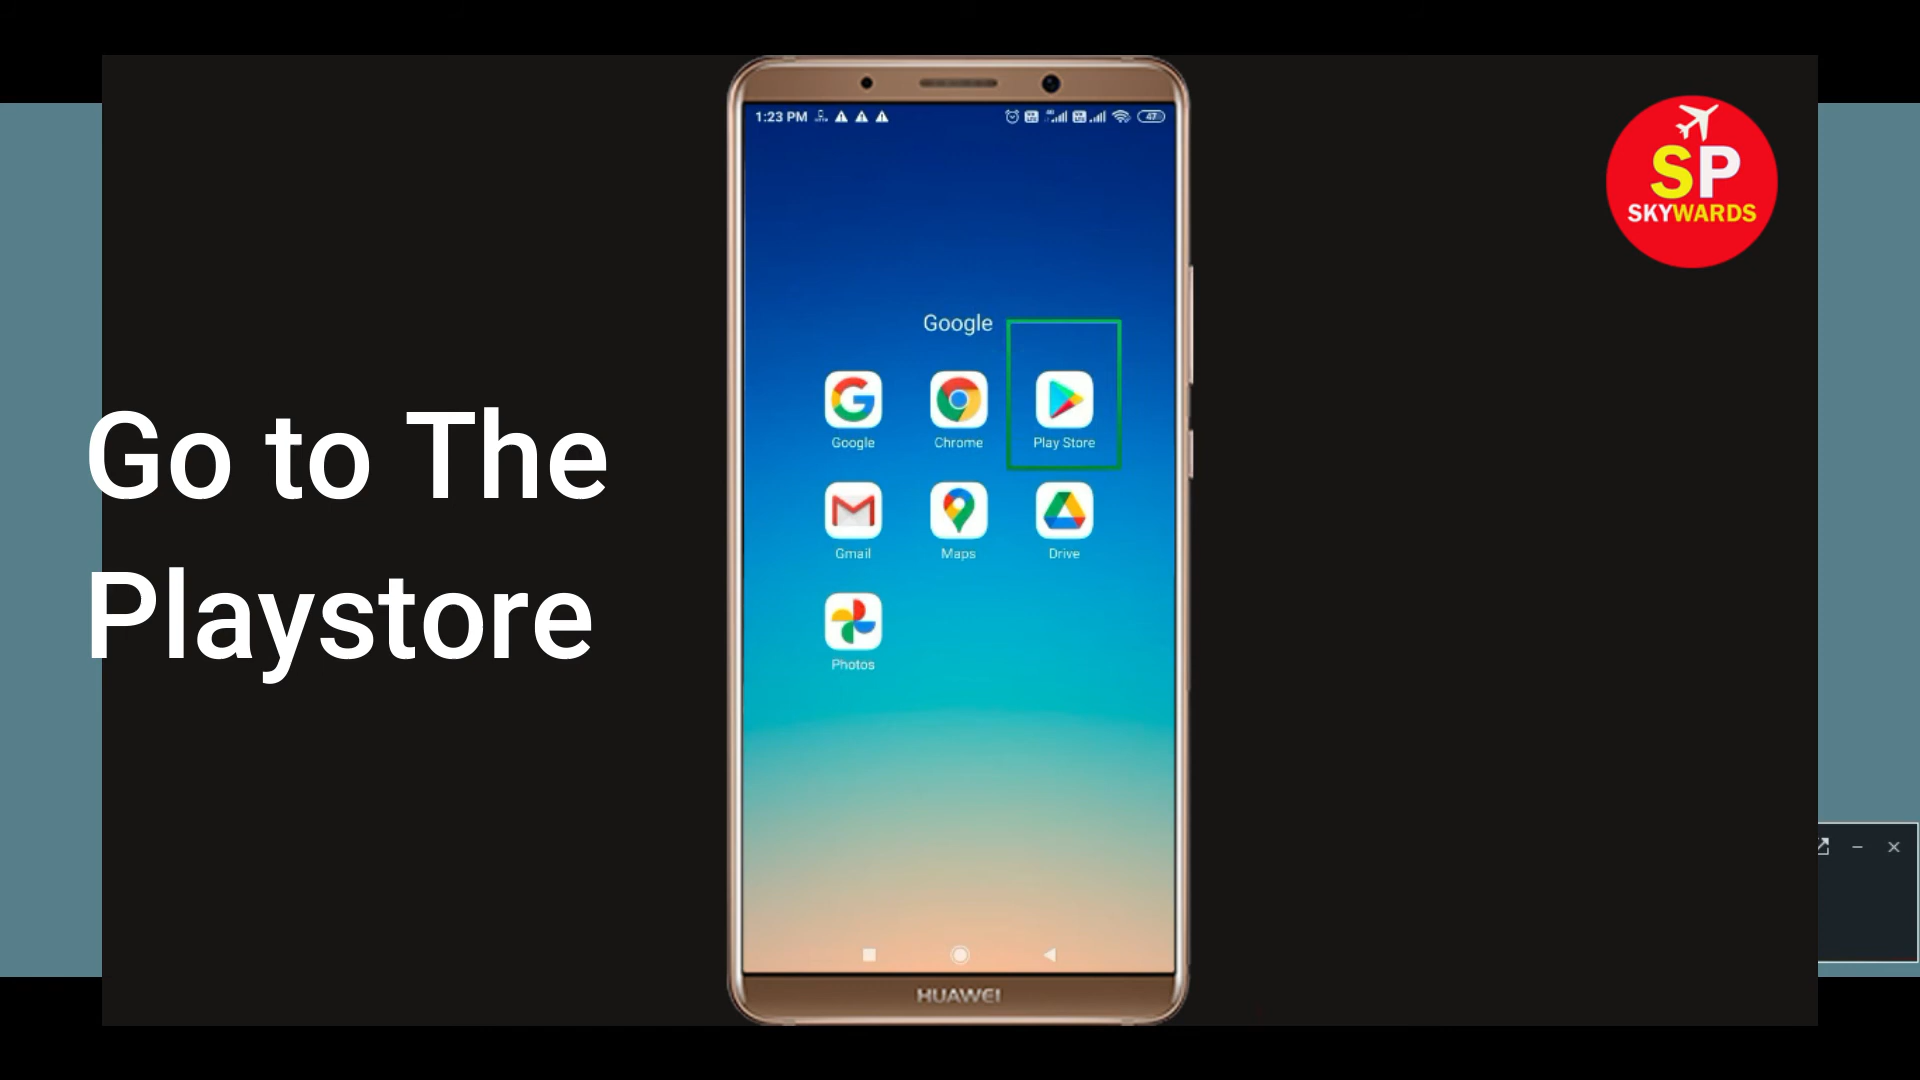 1:23 PM
47
SP
SKYWARDS
Google
Google
Chrome
Play Store
Go to The
Playstore
Gmail
Maps
Drive
Photos
HUAWEI